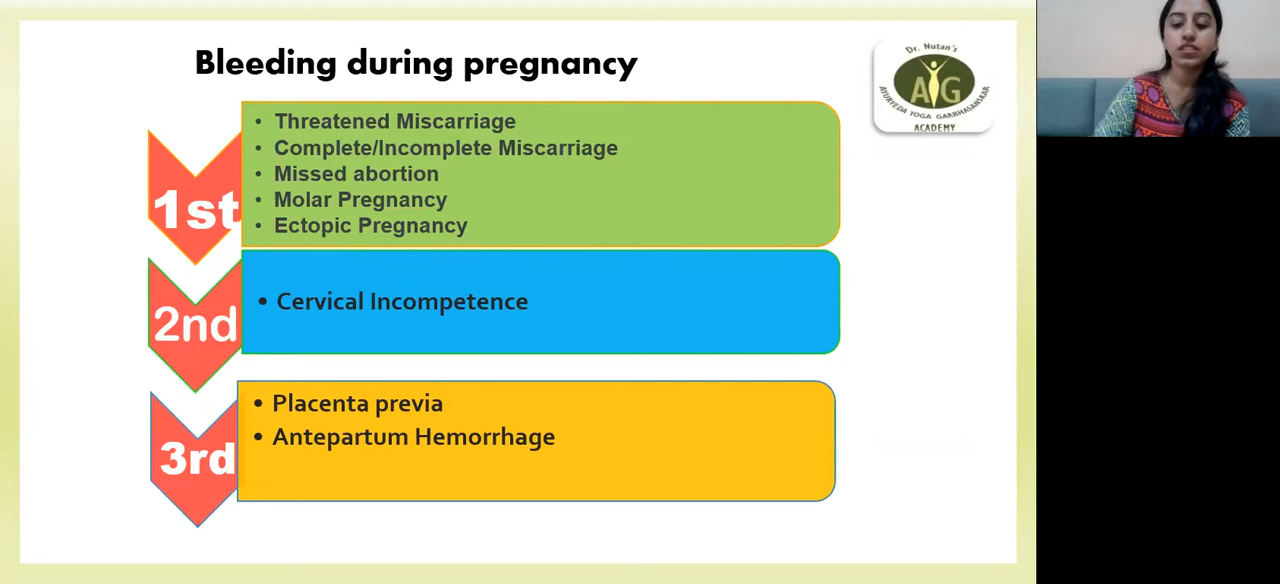 Bleeding during pregnancy
Dr. Nutan's
AYG
AYURVEDA YOGA GARBHASANSKAR
ACADEMY
1st
• Threatened Miscarriage
• Complete/Incomplete Miscarriage
• Missed abortion
• Molar Pregnancy
• Ectopic Pregnancy
2nd
• Cervical Incompetence
3rd
• Placenta previa
• Antepartum Hemorrhage